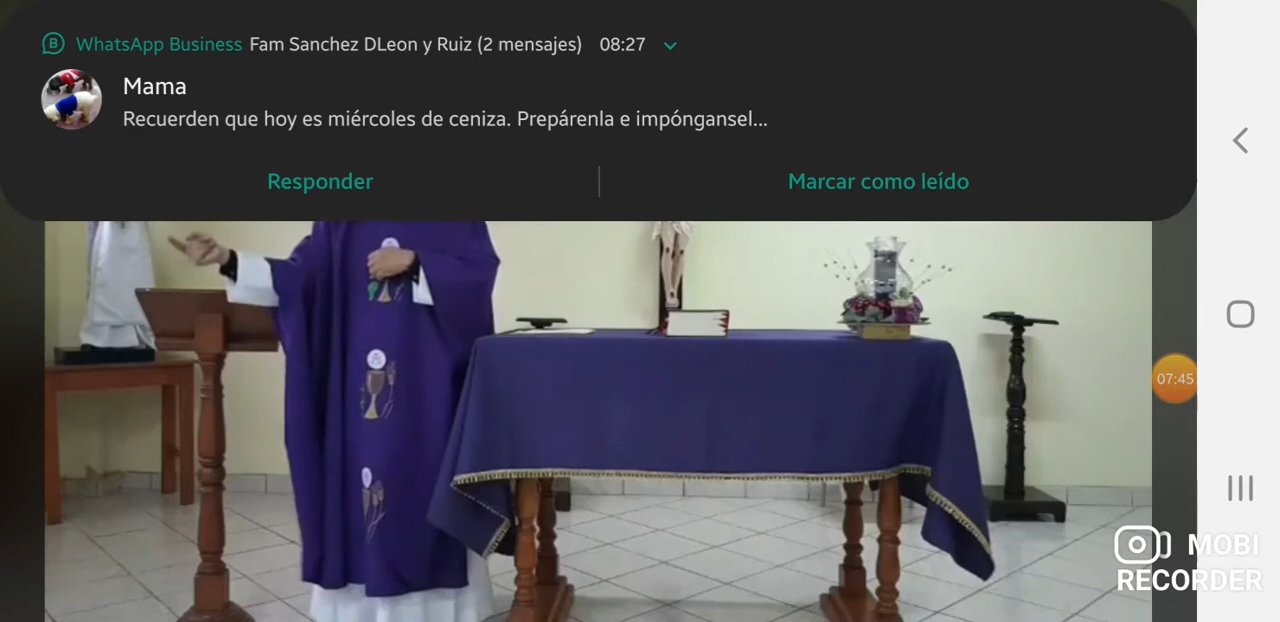 WhatsApp Business Fam Sanchez DLeon y Ruiz (2 mensajes) 08:27
Mama
Recuerden que hoy es miércoles de ceniza. Prepárenla e impóngansel...
Responder
Marcar como leído
07:45
MOBI
RECORDER